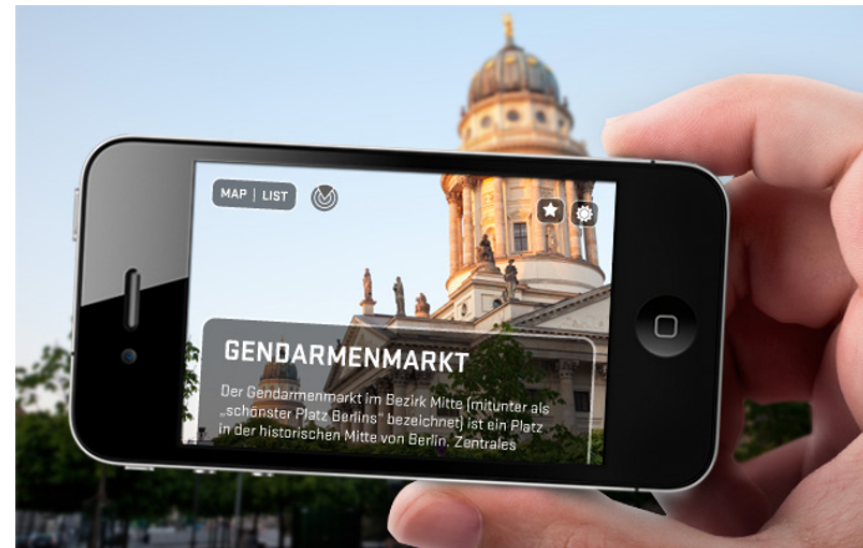 MAP | LIST
GENDARMENMARKT
Der Gendarmenmarkt im Bezirk Mitte (mitunter als
„schönster Platz Berlins“ bezeichnet) ist ein Platz
in der historischen Mitte von Berlin. Zentrales